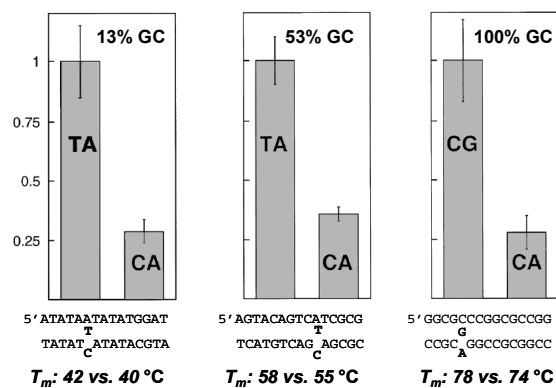 13% GC
53% GC
100% GC
1
0.75
0.5
0.25
TA
CA
TA
CA
CG
CA
5'ATATAATATATGGAT
T
TATAT ATATACGTA
C
5'AGTACAGTCATCGCG
T
TCATGTCAG AGCGC
C
5'GGCGCCCGGCGCCGG
G
CCGC GGCCGCGGCC
A
Tm: 42 vs. 40 °C
Tm: 58 vs. 55 °C
Tm: 78 vs. 74 °C